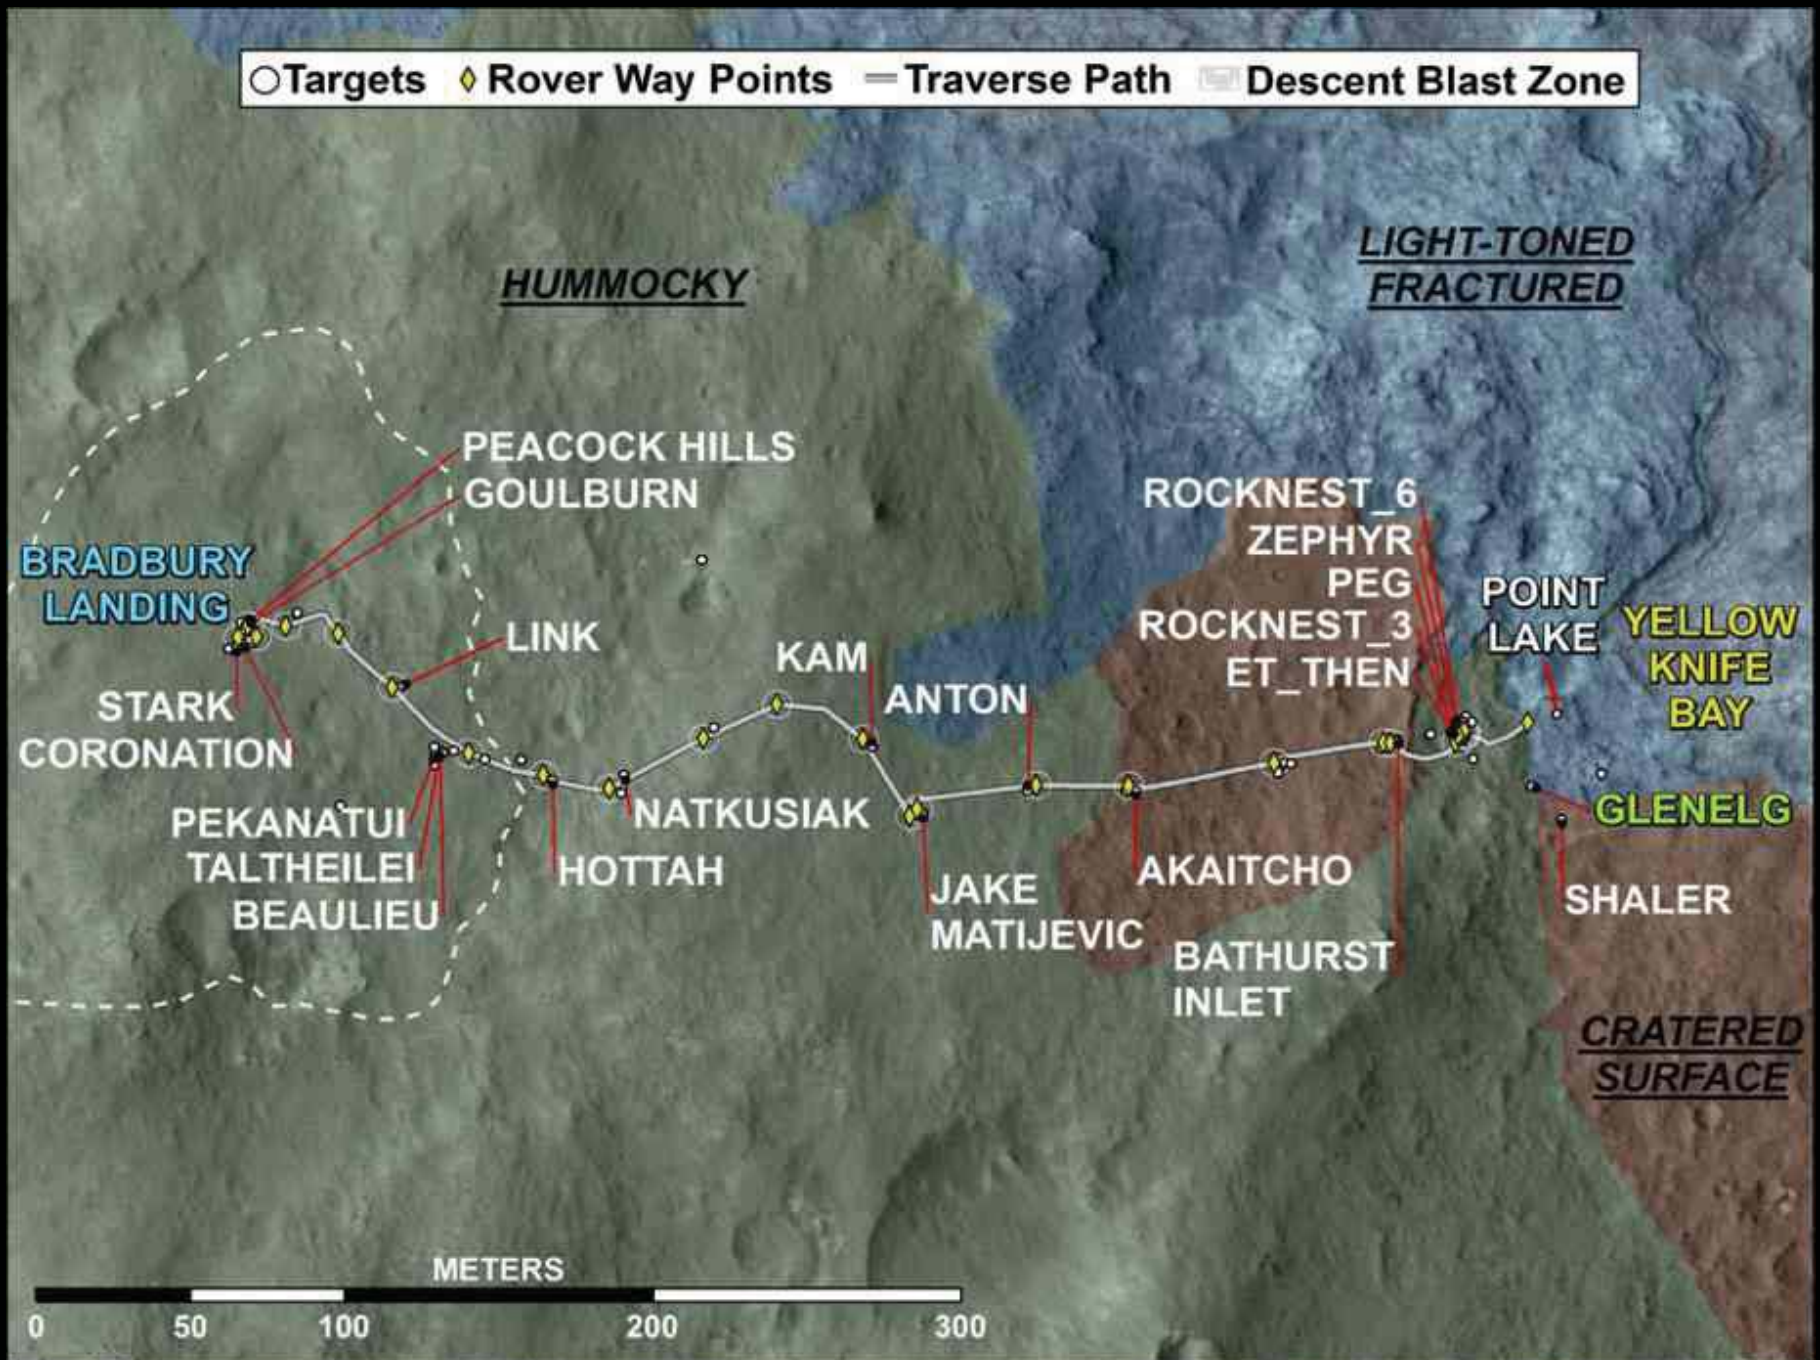 Targets Rover Way Points Traverse Path Descent Blast Zone
LIGHT-TONED
FRACTURED
HUMMOCKY
PEACOCK HILLS
GOULBURN
ROCKNEST_6
ZEPHYR
PEG
ROCKNEST_3
ET_THEN
BRADBURY
LANDING
POINT
LAKE
YELLOW
KNIFE
BAY
LINK
KAM
ANTON
STARK
CORONATION
PEKANATUI
TALTHEILEI
BEAULIEU
NATKUSIAK
HOTTAH
JAKE
MATIJEVIC
AKAITCHO
BATHURST
INLET
GLENELG
SHALER
CRATERED
SURFACE
METERS
0 50 100 200 300